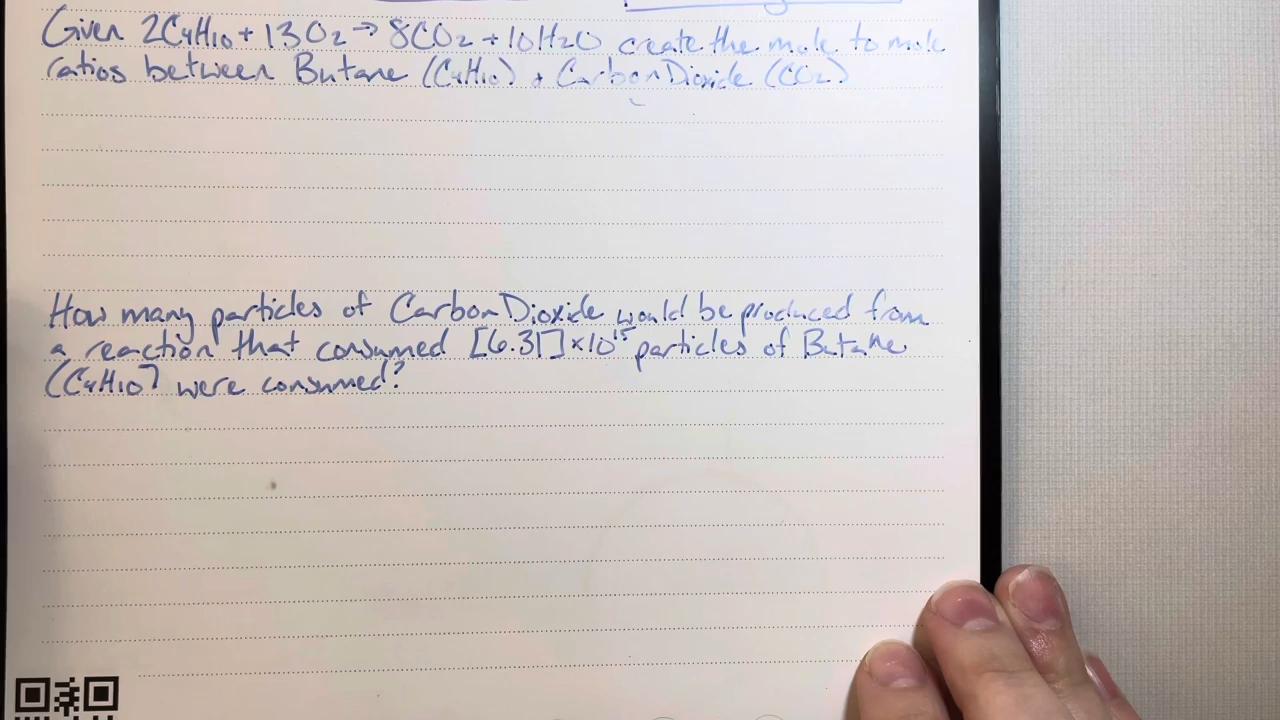 Given 2C4H10 + 13O2 → 8CO2 + 10H2O create the mole to mole
ratios between Butane (C4H10) + Carbon Dioxide (CO2)
How many particles of Carbon Dioxide would be produced from
a reaction that consumed [6.31]×10^15 particles of Butane
(C4H10) were consumed?